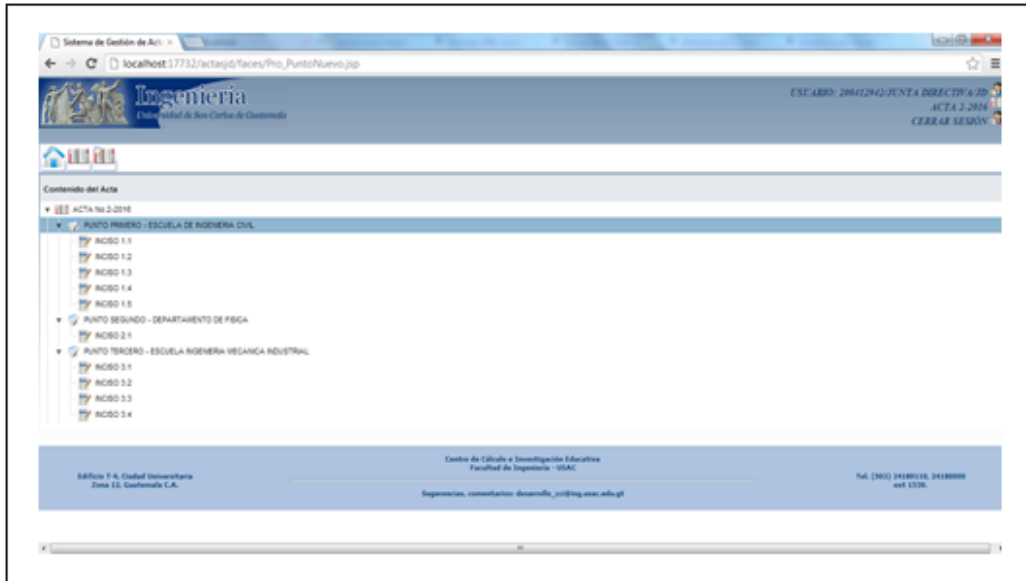 Sistema de Gestión de Act
localhost:17732/actasjd/faces/Pro_PuntoNuevo.jsp
Ingeniería
Universidad de San Carlos de Guatemala
USUARIO: 200412942/JUNTA DIRECTIVA/JD
ACTA 2-2016
CERRAR SESIÓN
Contenido del Acta
ACTA No.2-2016
PUNTO PRIMERO - ESCUELA DE INGENIERIA CIVIL
INCISO 1.1
INCISO 1.2
INCISO 1.3
INCISO 1.4
INCISO 1.5
PUNTO SEGUNDO - DEPARTAMENTO DE FISICA
INCISO 2.1
PUNTO TERCERO - ESCUELA INGENIERIA MECANICA INDUSTRIAL
INCISO 3.1
INCISO 3.2
INCISO 3.3
INCISO 3.4
Edificio T-4, Ciudad Universitaria
Zona 12, Guatemala C.A.
Centro de Cálculo e Investigación Educativa
Facultad de Ingeniería - USAC
Sugerencias, comentarios: desarrollo_cci@ing.usac.edu.gt
Tel. (502) 24188110, 24188000
ext 1538.